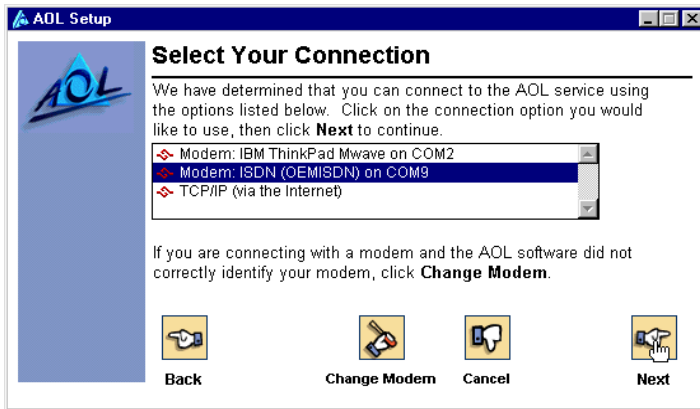 AOL Setup
AOL
Select Your Connection
We have determined that you can connect to the AOL service using
the options listed below. Click on the connection option you would
like to use, then click Next to continue.
Modem: IBM ThinkPad Mwave on COM2
Modem: ISDN (OEMISDN) on COM9
TCP/IP (via the Internet)
If you are connecting with a modem and the AOL software did not
correctly identify your modem, click Change Modem.
Back Change Modem Cancel Next